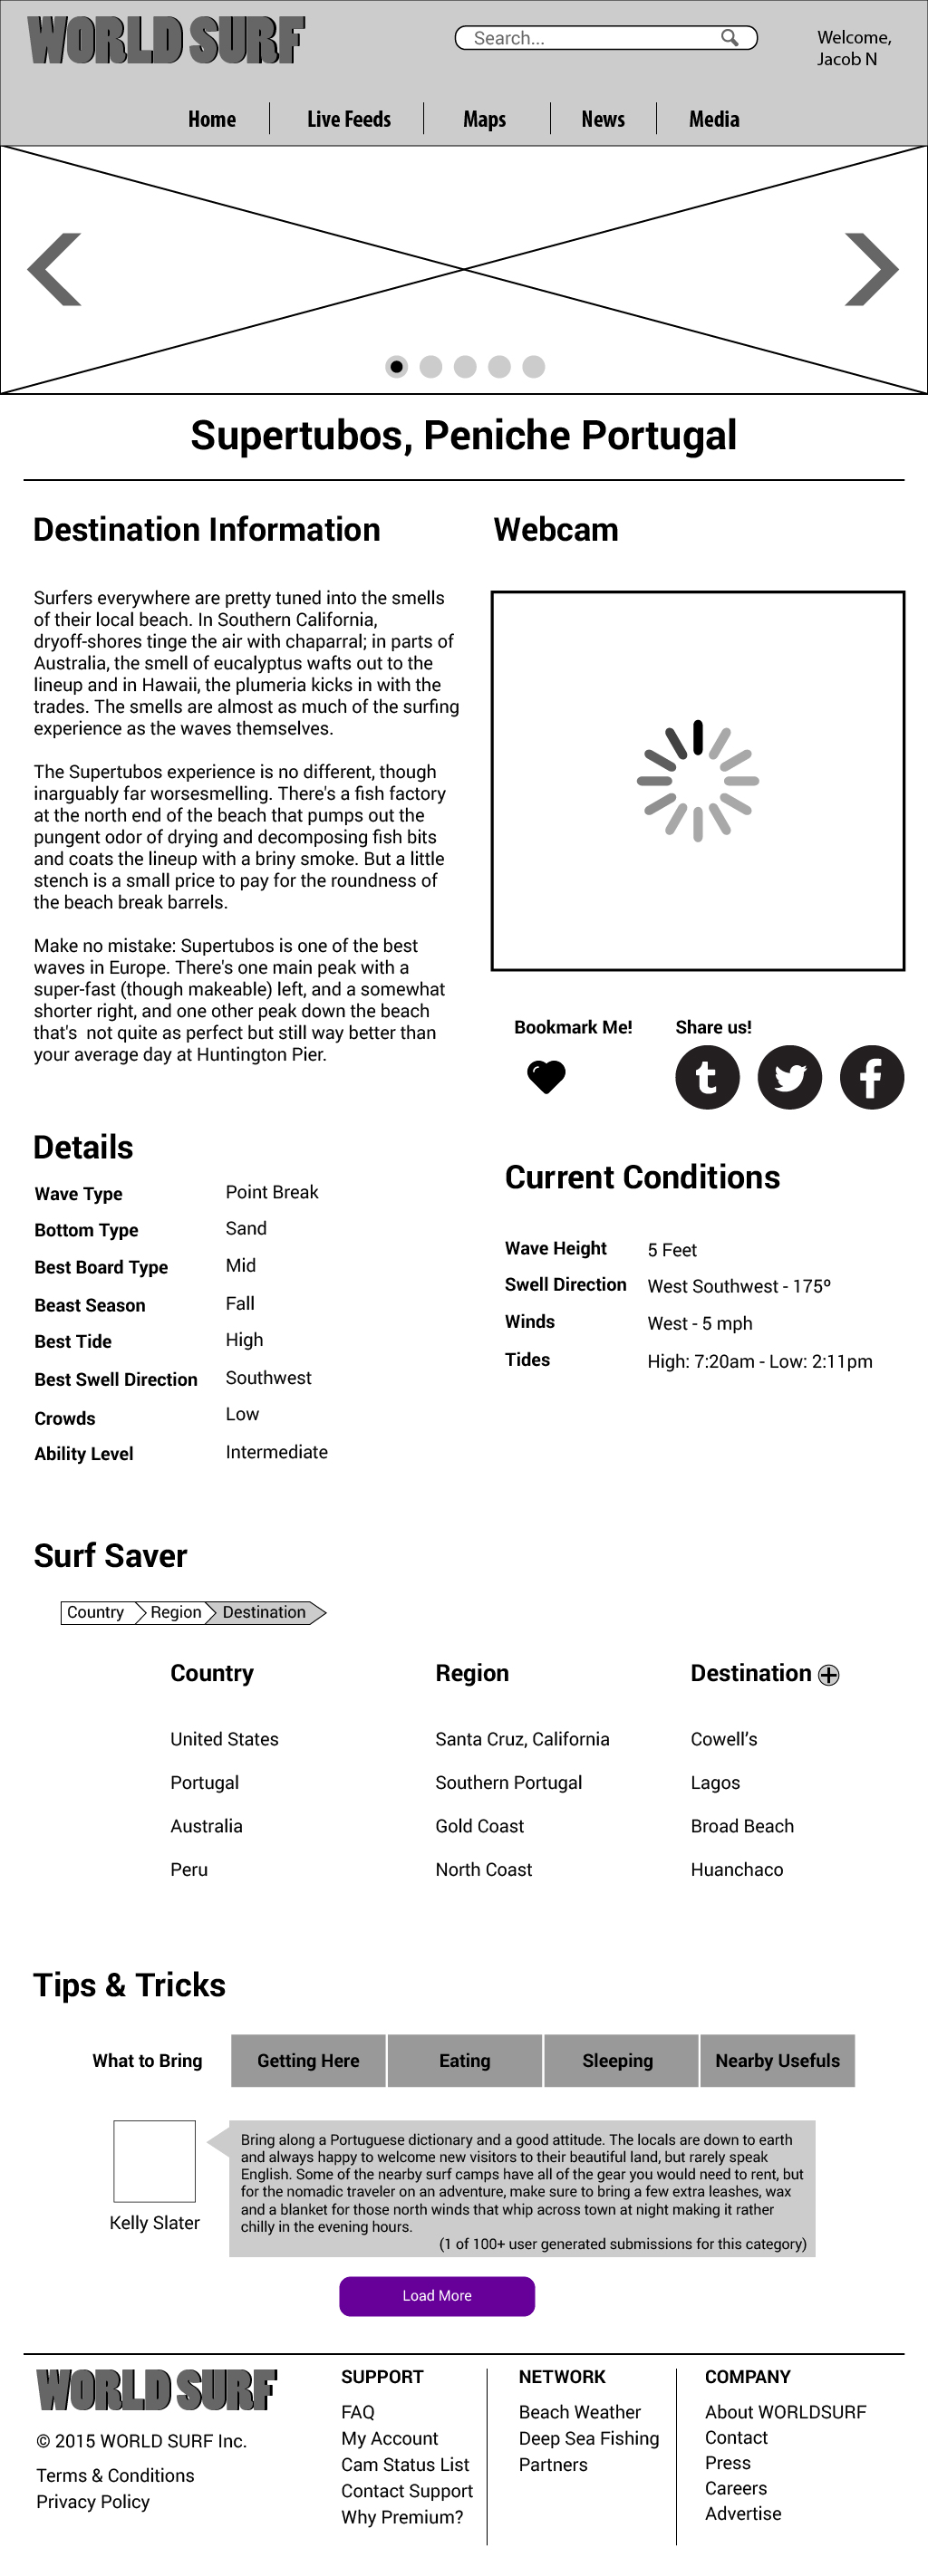 WORLD SURF
Search...
Welcome,
Jacob N
Home
Live Feeds
Maps
News
Media
Supertubos, Peniche Portugal
Destination Information
Surfers everywhere are pretty tuned into the smells
of their local beach. In Southern California,
dryoff-shores tinge the air with chaparral; in parts of
Australia, the smell of eucalyptus wafts out to the
lineup and in Hawaii, the plumeria kicks in with the
trades. The smells are almost as much of the surfing
experience as the waves themselves.
The Supertubos experience is no different, though
inarguably far worsesmelling. There's a fish factory
at the north end of the beach that pumps out the
pungent odor of drying and decomposing fish bits
and coats the lineup with a briny smoke. But a little
stench is a small price to pay for the roundness of
the beach break barrels.
Make no mistake: Supertubos is one of the best
waves in Europe. There's one main peak with a
super-fast (though makeable) left, and a somewhat
shorter right, and one other peak down the beach
that's  not quite as perfect but still way better than
your average day at Huntington Pier.
Webcam
Bookmark Me!
Share us!
Details
Wave Type Point Break
Bottom Type Sand
Best Board Type Mid
Beast Season Fall
Best Tide High
Best Swell Direction Southwest
Crowds Low
Ability Level Intermediate
Current Conditions
Wave Height 5 Feet
Swell Direction West Southwest - 175º
Winds West - 5 mph
Tides High: 7:20am - Low: 2:11pm
Surf Saver
Country Region Destination
Country Region Destination
United States Santa Cruz, California Cowell’s
Portugal Southern Portugal Lagos
Australia Gold Coast Broad Beach
Peru North Coast Huanchaco
Tips & Tricks
What to Bring
Getting Here
Eating
Sleeping
Nearby Usefuls
Kelly Slater
Bring along a Portuguese dictionary and a good attitude. The locals are down to earth
and always happy to welcome new visitors to their beautiful land, but rarely speak
English. Some of the nearby surf camps have all of the gear you would need to rent, but
for the nomadic traveler on an adventure, make sure to bring a few extra leashes, wax
and a blanket for those north winds that whip across town at night making it rather
chilly in the evening hours.
(1 of 100+ user generated submissions for this category)
Load More
WORLD SURF
© 2015 WORLD SURF Inc.
Terms & Conditions
Privacy Policy
SUPPORT
FAQ
My Account
Cam Status List
Contact Support
Why Premium?
NETWORK
Beach Weather
Deep Sea Fishing
Partners
COMPANY
About WORLDSURF
Contact
Press
Careers
Advertise